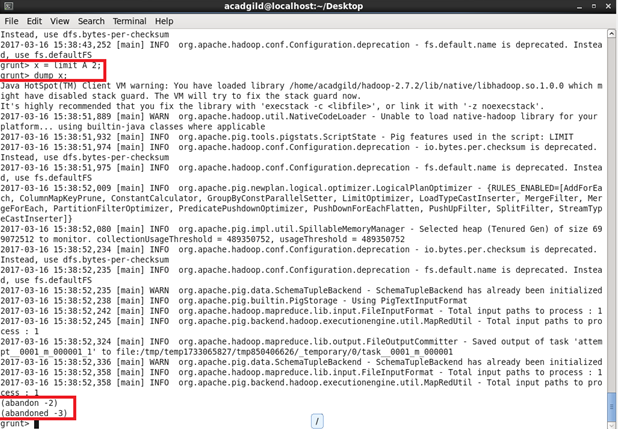 acadgild@localhost:~/Desktop
File Edit View Search Terminal Help
Instead, use dfs.bytes-per-checksum
2017-03-16 15:38:43,252 [main] INFO  org.apache.hadoop.conf.Configuration.deprecation - fs.default.name is deprecated. Instea
d, use fs.defaultFS
grunt> x = limit A 2;
grunt> dump x;
Java HotSpot(TM) Client VM warning: You have loaded library /home/acadgild/hadoop-2.7.2/lib/native/libhadoop.so.1.0.0 which m
ight have disabled stack guard. The VM will try to fix the stack guard now.
It's highly recommended that you fix the library with 'execstack -c <libfile>', or link it with '-z noexecstack'.
2017-03-16 15:38:51,889 [main] WARN  org.apache.hadoop.util.NativeCodeLoader - Unable to load native-hadoop library for your
platform... using builtin-java classes where applicable
2017-03-16 15:38:51,932 [main] INFO  org.apache.pig.tools.pigstats.ScriptState - Pig features used in the script: LIMIT
2017-03-16 15:38:51,974 [main] INFO  org.apache.hadoop.conf.Configuration.deprecation - io.bytes.per.checksum is deprecated.
Instead, use dfs.bytes-per-checksum
2017-03-16 15:38:51,975 [main] INFO  org.apache.hadoop.conf.Configuration.deprecation - fs.default.name is deprecated. Instea
d, use fs.defaultFS
2017-03-16 15:38:52,009 [main] INFO  org.apache.pig.newplan.logical.optimizer.LogicalPlanOptimizer - {RULES_ENABLED=[AddForEa
ch, ColumnMapKeyPrune, ConstantCalculator, GroupByConstParallelSetter, LimitOptimizer, LoadTypeCastInserter, MergeFilter, Mer
geForEach, PartitionFilterOptimizer, PredicatePushdownOptimizer, PushDownForEachFlatten, PushUpFilter, SplitFilter, StreamTyp
eCastInserter]}
2017-03-16 15:38:52,080 [main] INFO  org.apache.pig.impl.util.SpillableMemoryManager - Selected heap (Tenured Gen) of size 69
9072512 to monitor. collectionUsageThreshold = 489350752, usageThreshold = 489350752
2017-03-16 15:38:52,234 [main] INFO  org.apache.hadoop.conf.Configuration.deprecation - io.bytes.per.checksum is deprecated.
Instead, use dfs.bytes-per-checksum
2017-03-16 15:38:52,235 [main] INFO  org.apache.hadoop.conf.Configuration.deprecation - fs.default.name is deprecated. Instea
d, use fs.defaultFS
2017-03-16 15:38:52,235 [main] WARN  org.apache.pig.data.SchemaTupleBackend - SchemaTupleBackend has already been initialized
2017-03-16 15:38:52,238 [main] INFO  org.apache.pig.builtin.PigStorage - Using PigTextInputFormat
2017-03-16 15:38:52,242 [main] INFO  org.apache.hadoop.mapreduce.lib.input.FileInputFormat - Total input paths to process : 1
2017-03-16 15:38:52,245 [main] INFO  org.apache.pig.backend.hadoop.executionengine.util.MapRedUtil - Total input paths to pro
cess : 1
2017-03-16 15:38:52,324 [main] INFO  org.apache.hadoop.mapreduce.lib.output.FileOutputCommitter - Saved output of task 'attem
pt__0001_m_000001_1' to file:/tmp/temp1733065827/tmp850406626/_temporary/0/task__0001_m_000001
2017-03-16 15:38:52,336 [main] WARN  org.apache.pig.data.SchemaTupleBackend - SchemaTupleBackend has already been initialized
2017-03-16 15:38:52,358 [main] INFO  org.apache.hadoop.mapreduce.lib.input.FileInputFormat - Total input paths to process : 1
2017-03-16 15:38:52,358 [main] INFO  org.apache.pig.backend.hadoop.executionengine.util.MapRedUtil - Total input paths to pro
cess : 1
(abandon -2)
(abandoned -3)
grunt>
/